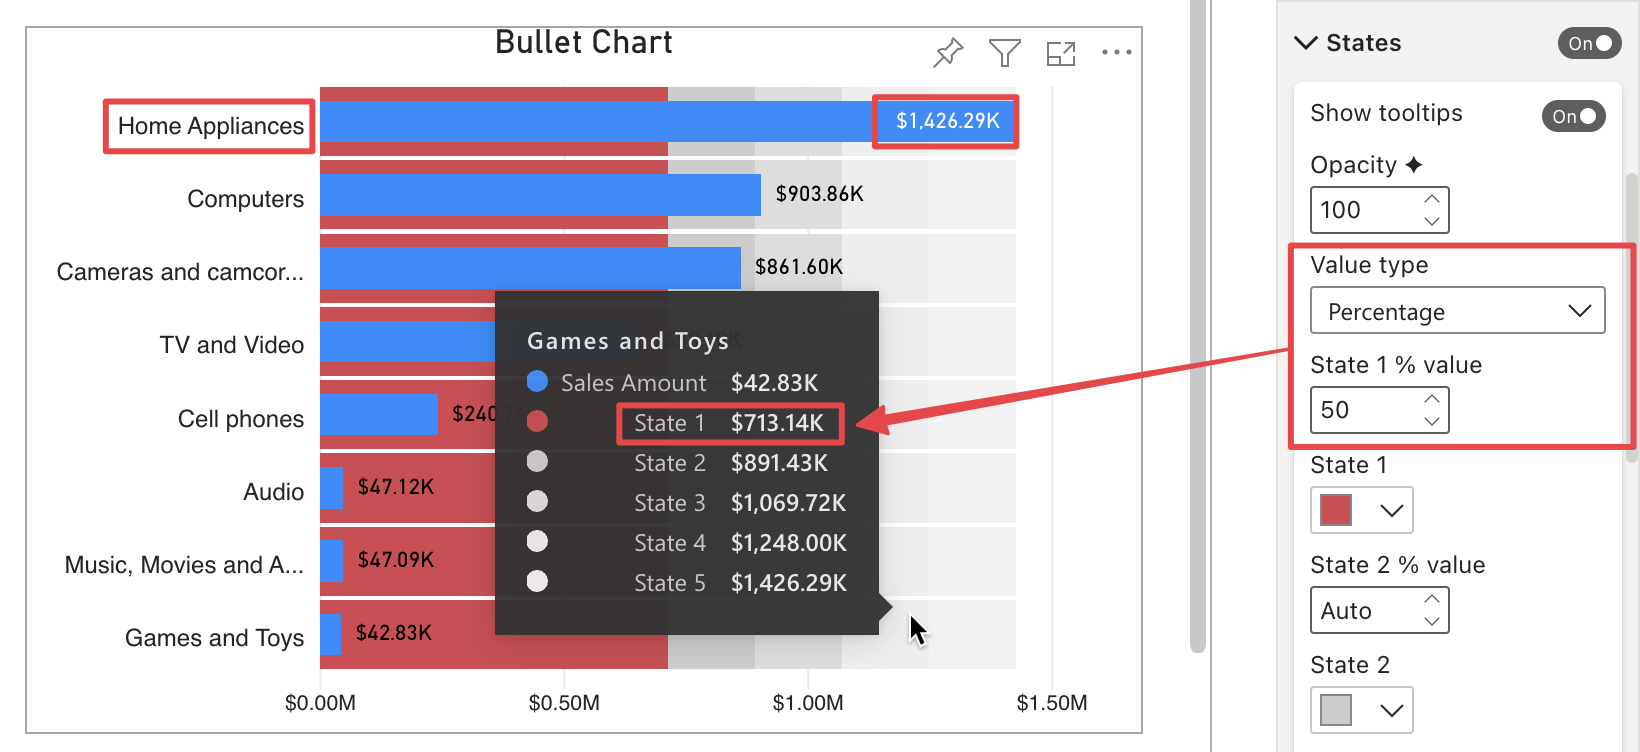 Bullet Chart
Home Appliances
$1,426.29K
Computers
$903.86K
Cameras and camcor...
$861.60K
TV and Video
Cell phones
$240.
Audio
$47.12K
Music, Movies and A...
$47.09K
Games and Toys
$42.83K
$0.00M
$0.50M
$1.00M
$1.50M
Games and Toys
Sales Amount $42.83K
State 1 $713.14K
State 2 $891.43K
State 3 $1,069.72K
State 4 $1,248.00K
State 5 $1,426.29K
States
On
Show tooltips
On
Opacity
100
Value type
Percentage
State 1 % value
50
State 1
State 2 % value
Auto
State 2